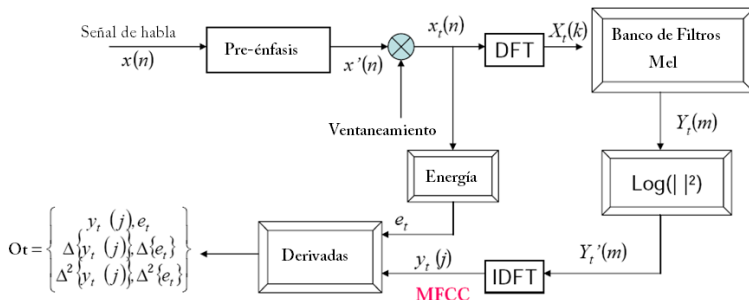 Señal de habla
x(n)
Pre-énfasis
x'(n)
x_t(n)
DFT
X_t(k)
Banco de Filtros
Mel
Ventaneamiento
Y_t(m)
Energía
Log(| |²)
e_t
Ot = { y_t (j), e_t
Δ{y_t (j)}, Δ{e_t}
Δ²{y_t (j)}, Δ²{e_t} }
Derivadas
y_t (j)
MFCC
IDFT
Y_t'(m)